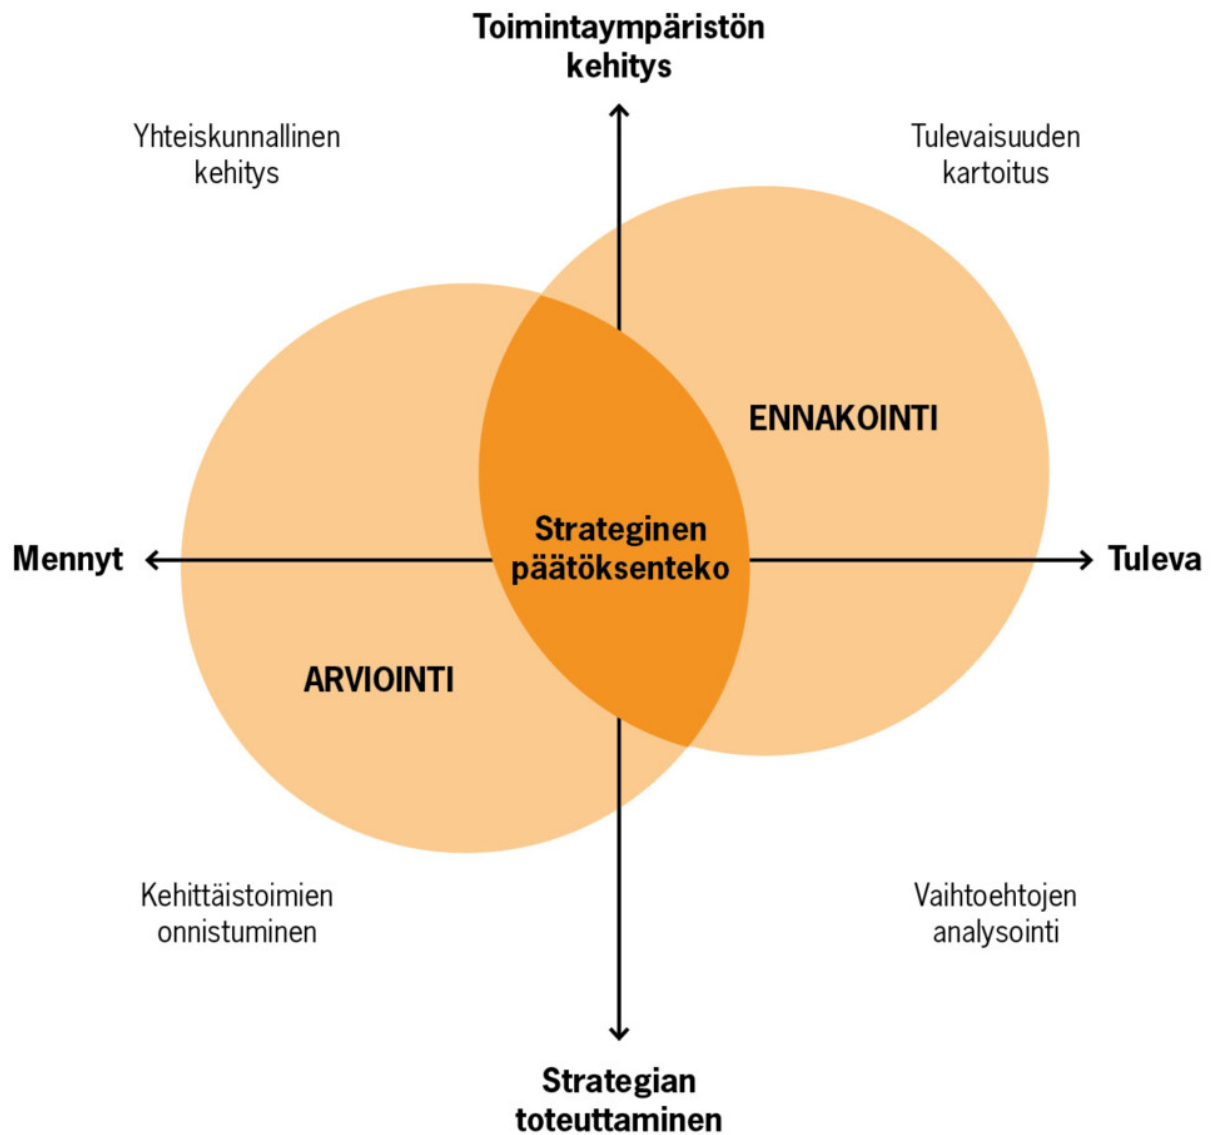 Toimintaympäristön
kehitys
Yhteiskunnallinen
kehitys
Tulevaisuuden
kartoitus
ENNAKOINTI
Strateginen
päätöksenteko
Mennyt
Tuleva
ARVIOINTI
Kehittäistoimien
onnistuminen
Vaihtoehtojen
analysointi
Strategian
toteuttaminen